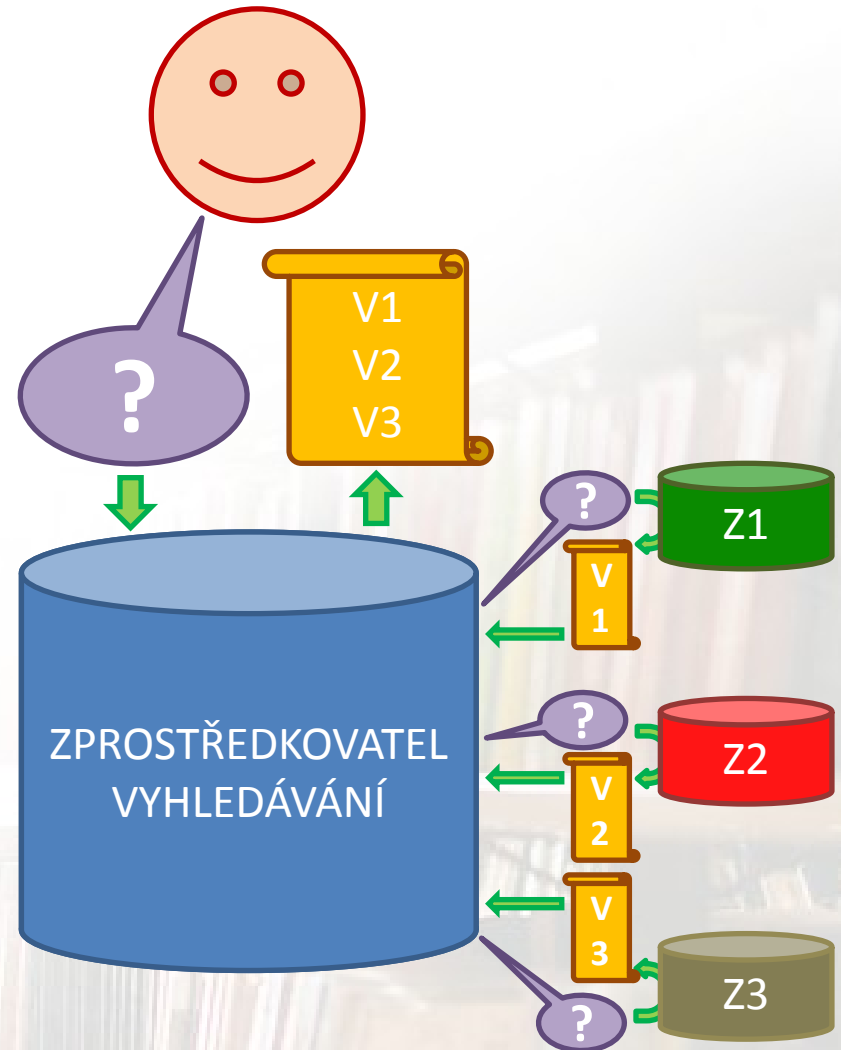 ?
V1
V2
V3
ZPROSTŘEDKOVATEL
VYHLEDÁVÁNÍ
?
Z1
V
1
?
Z2
V
2
V
3
?
Z3